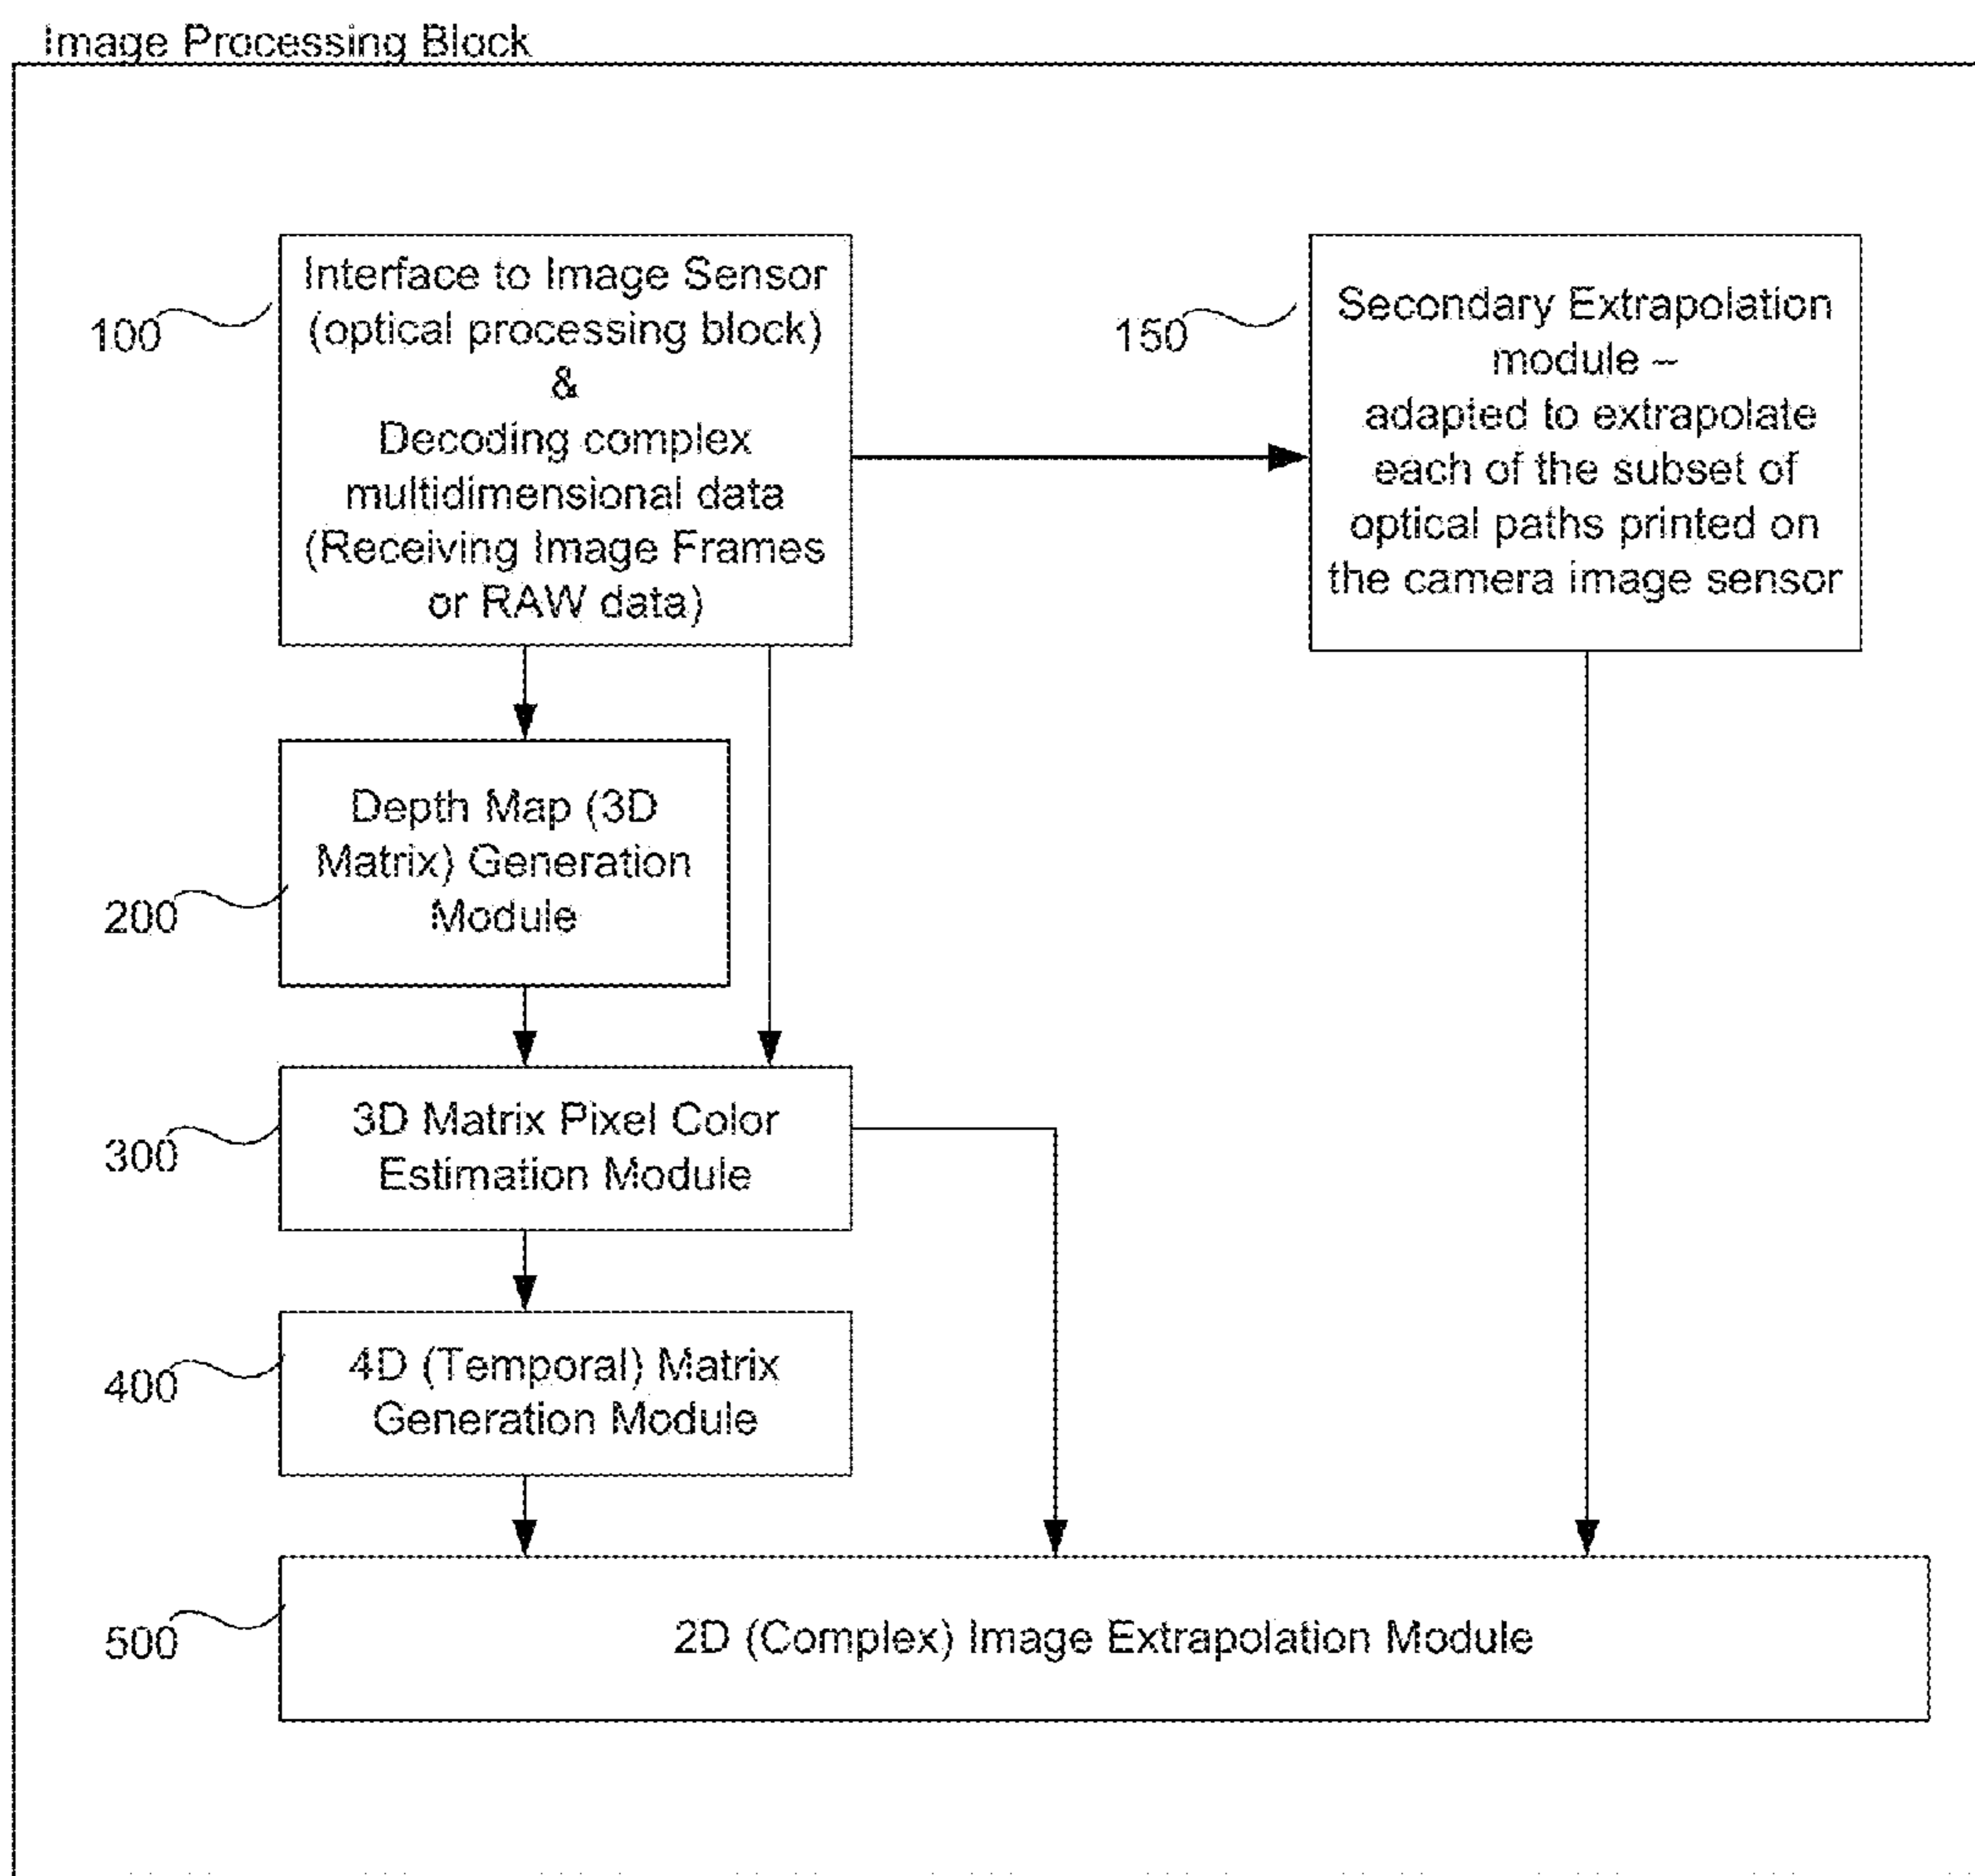 Image Processing Block
Interface to Image Sensor
(optical processing block)
&
Decoding complex
multidimensional data
(Receiving Image Frames
or RAW data)
100
Secondary Extrapolation
module –
adapted to extrapolate
each of the subset of
optical paths printed on
the camera image sensor
150
Depth Map (3D
Matrix) Generation
Module
200
3D Matrix Pixel Color
Estimation Module
300
4D (Temporal) Matrix
Generation Module
400
2D (Complex) Image Extrapolation Module
500